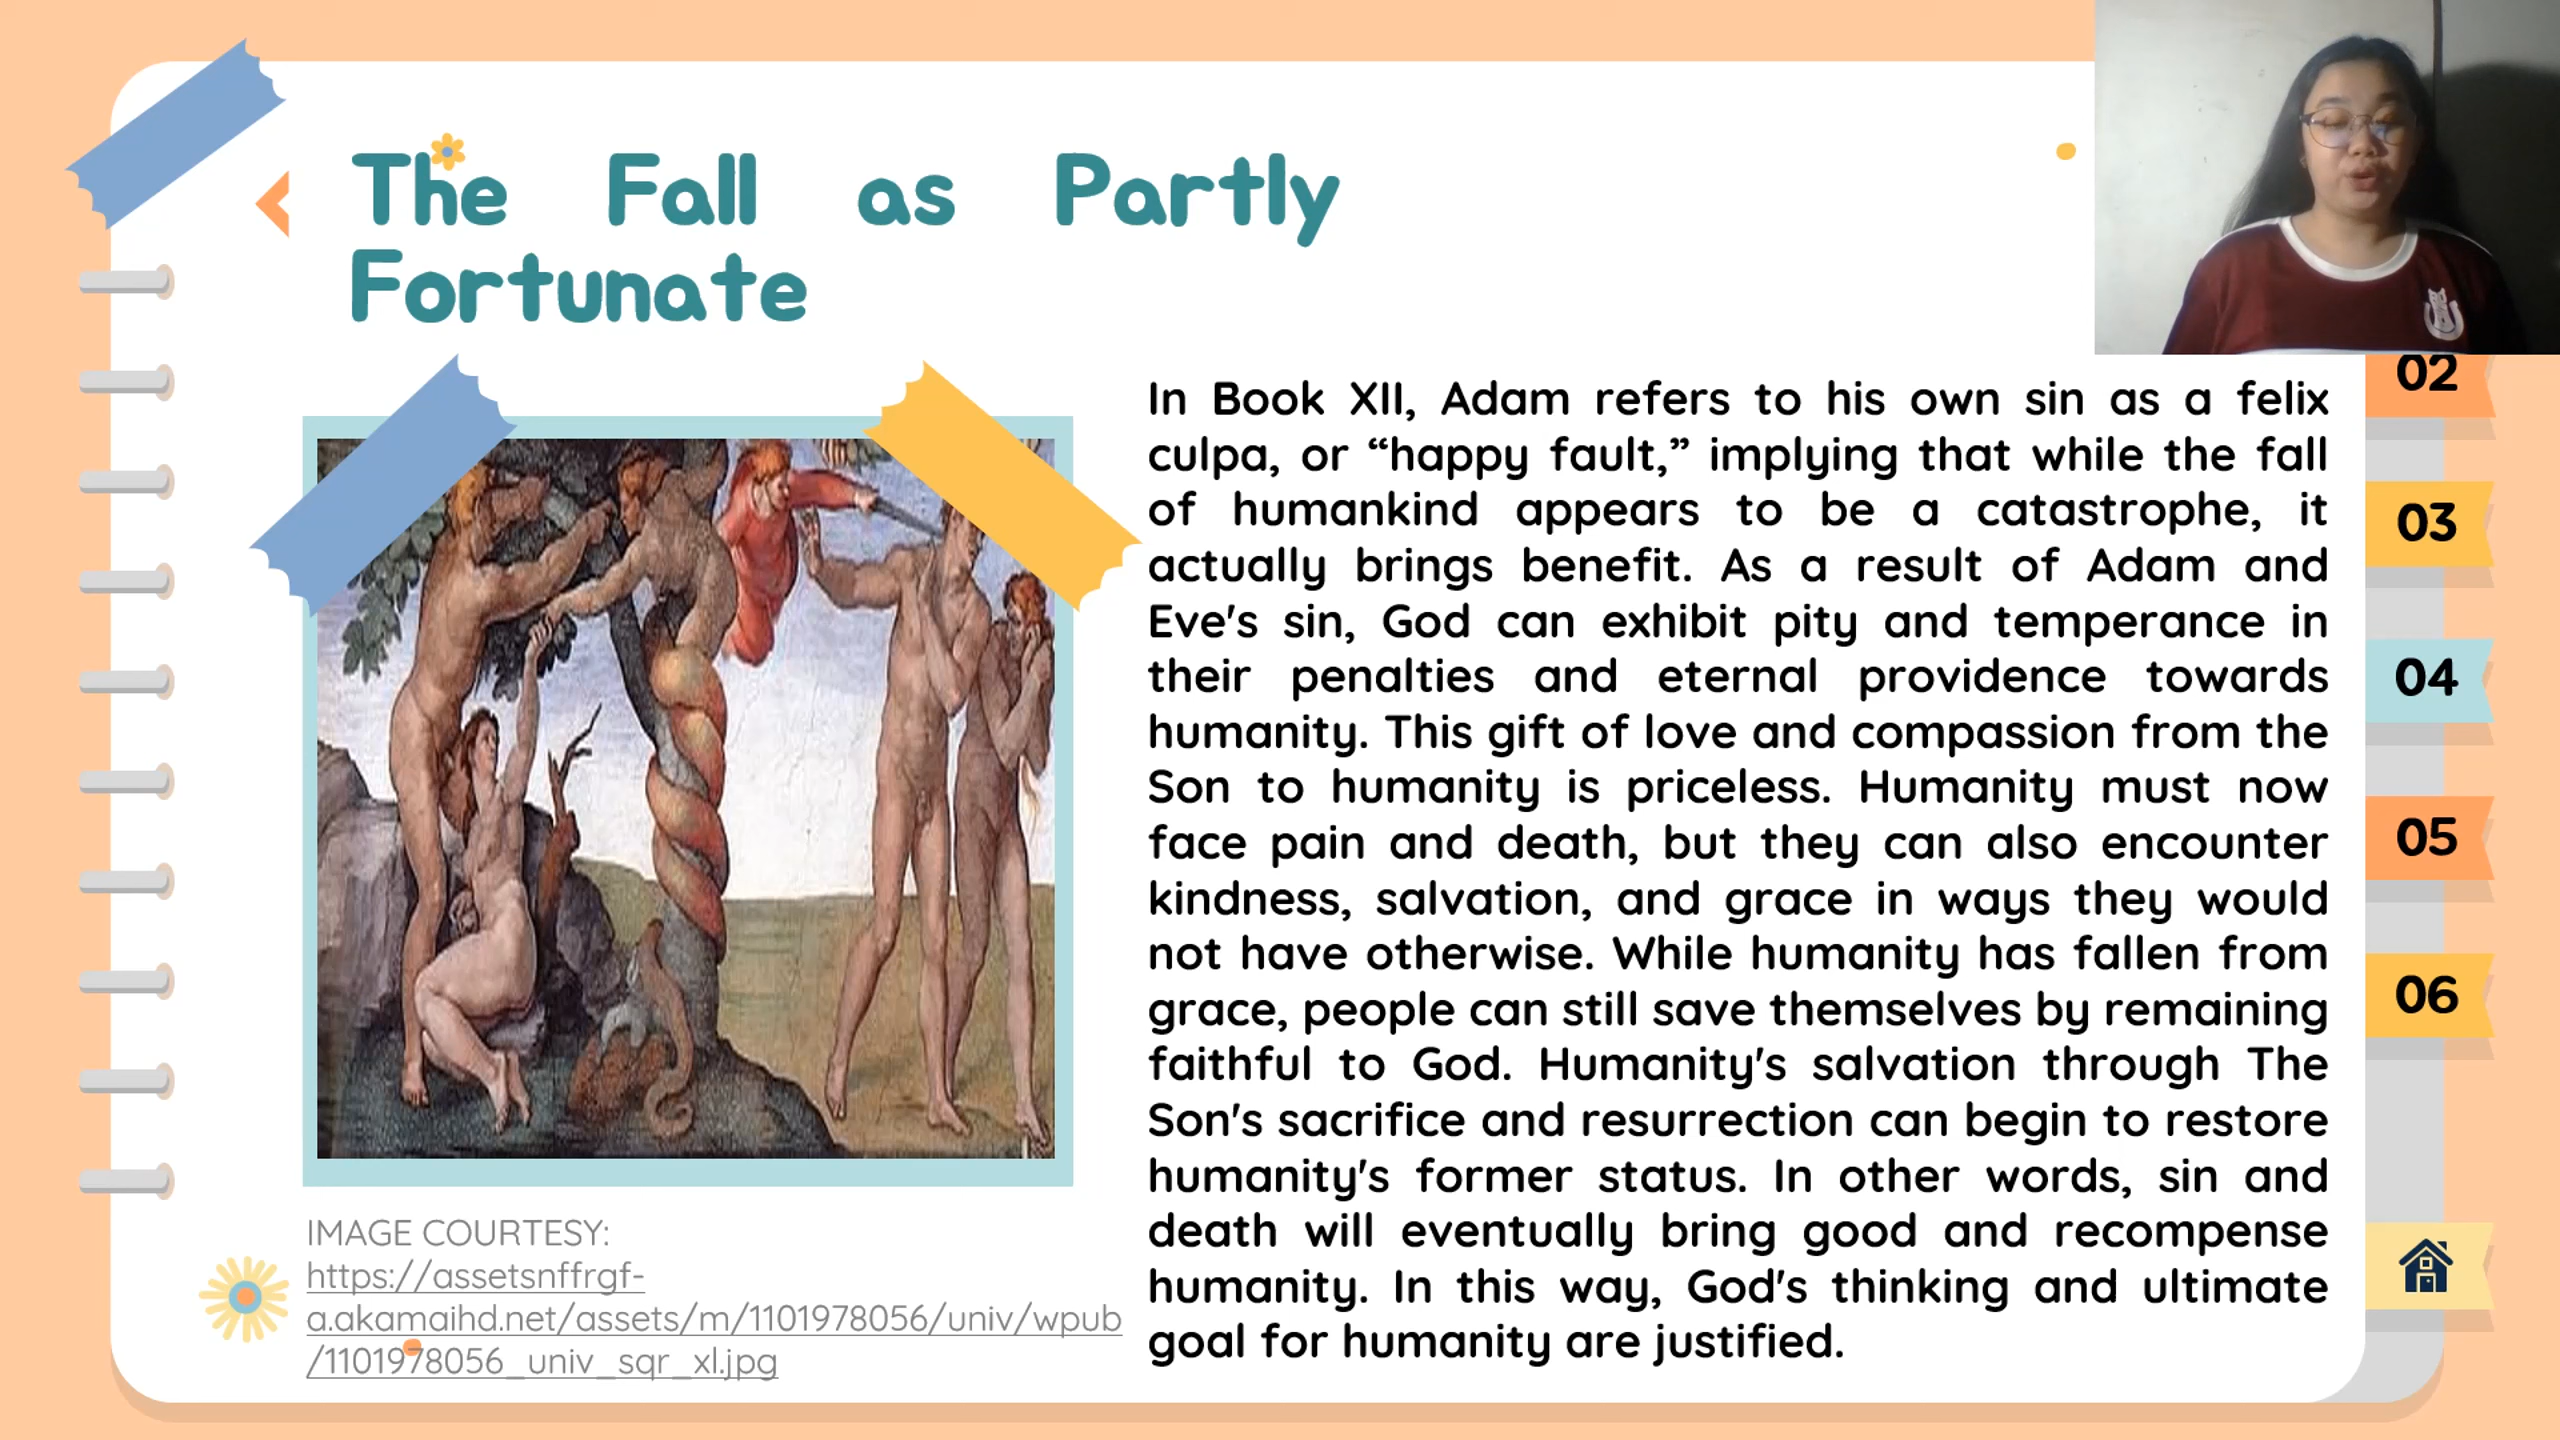 The Fall as Partly
Fortunate
In Book XII, Adam refers to his own sin as a felix
culpa, or “happy fault,” implying that while the fall
of humankind appears to be a catastrophe, it
actually brings benefit. As a result of Adam and
Eve's sin, God can exhibit pity and temperance in
their penalties and eternal providence towards
humanity. This gift of love and compassion from the
Son to humanity is priceless. Humanity must now
face pain and death, but they can also encounter
kindness, salvation, and grace in ways they would
not have otherwise. While humanity has fallen from
grace, people can still save themselves by remaining
faithful to God. Humanity's salvation through The
Son's sacrifice and resurrection can begin to restore
humanity's former status. In other words, sin and
death will eventually bring good and recompense
humanity. In this way, God's thinking and ultimate
goal for humanity are justified.
IMAGE COURTESY:
https://assetsnffrgf-
a.akamaihd.net/assets/m/1101978056/univ/wpub
/1101978056_univ_sqr_xl.jpg
02
03
04
05
06